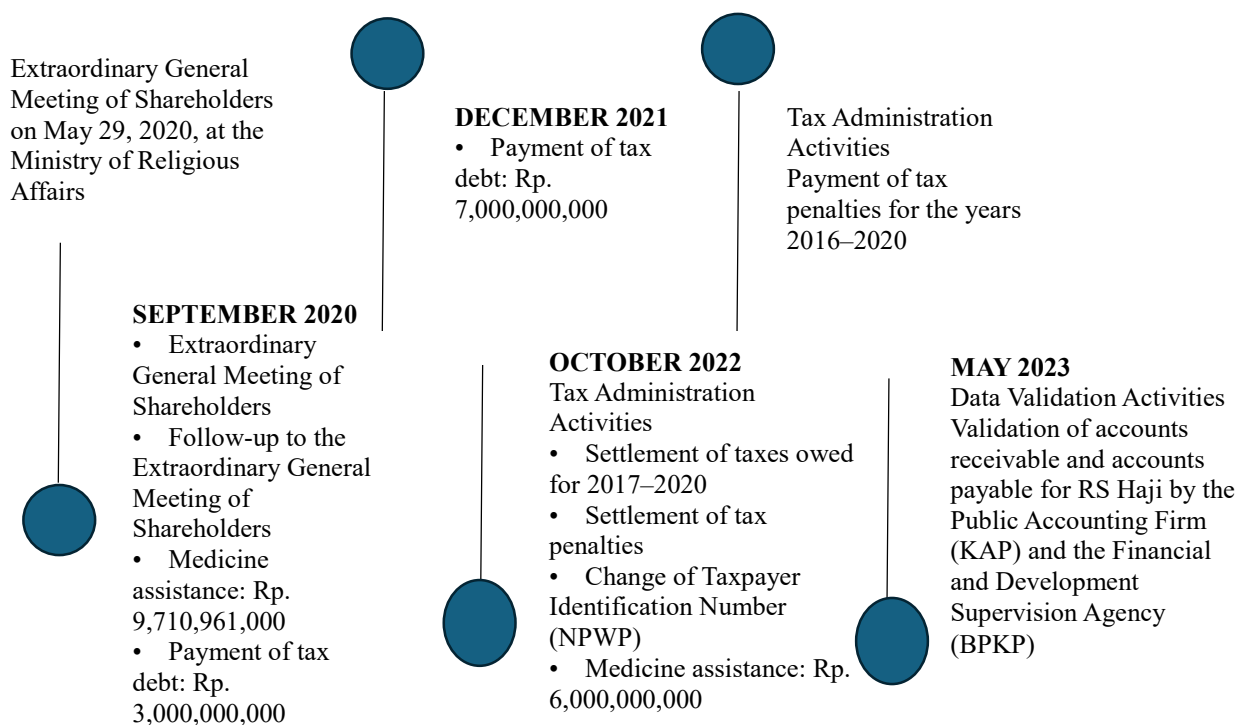 Extraordinary General
Meeting of Shareholders
on May 29, 2020, at the
Ministry of Religious
Affairs
SEPTEMBER 2020
• Extraordinary
General Meeting of
Shareholders
• Follow-up to the
Extraordinary General
Meeting of
Shareholders
• Medicine
assistance: Rp.
9,710,961,000
• Payment of tax
debt: Rp.
3,000,000,000
DECEMBER 2021
• Payment of tax
debt: Rp.
7,000,000,000
OCTOBER 2022
Tax Administration
Activities
• Settlement of taxes owed
for 2017–2020
• Settlement of tax
penalties
• Change of Taxpayer
Identification Number
(NPWP)
• Medicine assistance: Rp.
6,000,000,000
Tax Administration
Activities
Payment of tax
penalties for the years
2016–2020
MAY 2023
Data Validation Activities
Validation of accounts
receivable and accounts
payable for RS Haji by the
Public Accounting Firm
(KAP) and the Financial
and Development
Supervision Agency
(BPKP)